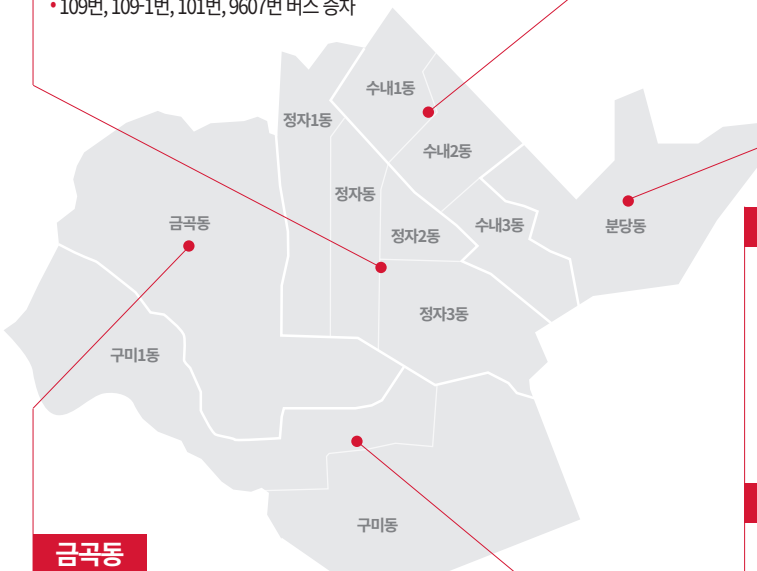 • 109번, 109-1번, 101번, 9607번 버스 증차
수내1동
정자1동
수내2동
정자동
금곡동
정자2동
수내3동
분당동
정자3동
구미1동
구미동
금곡동